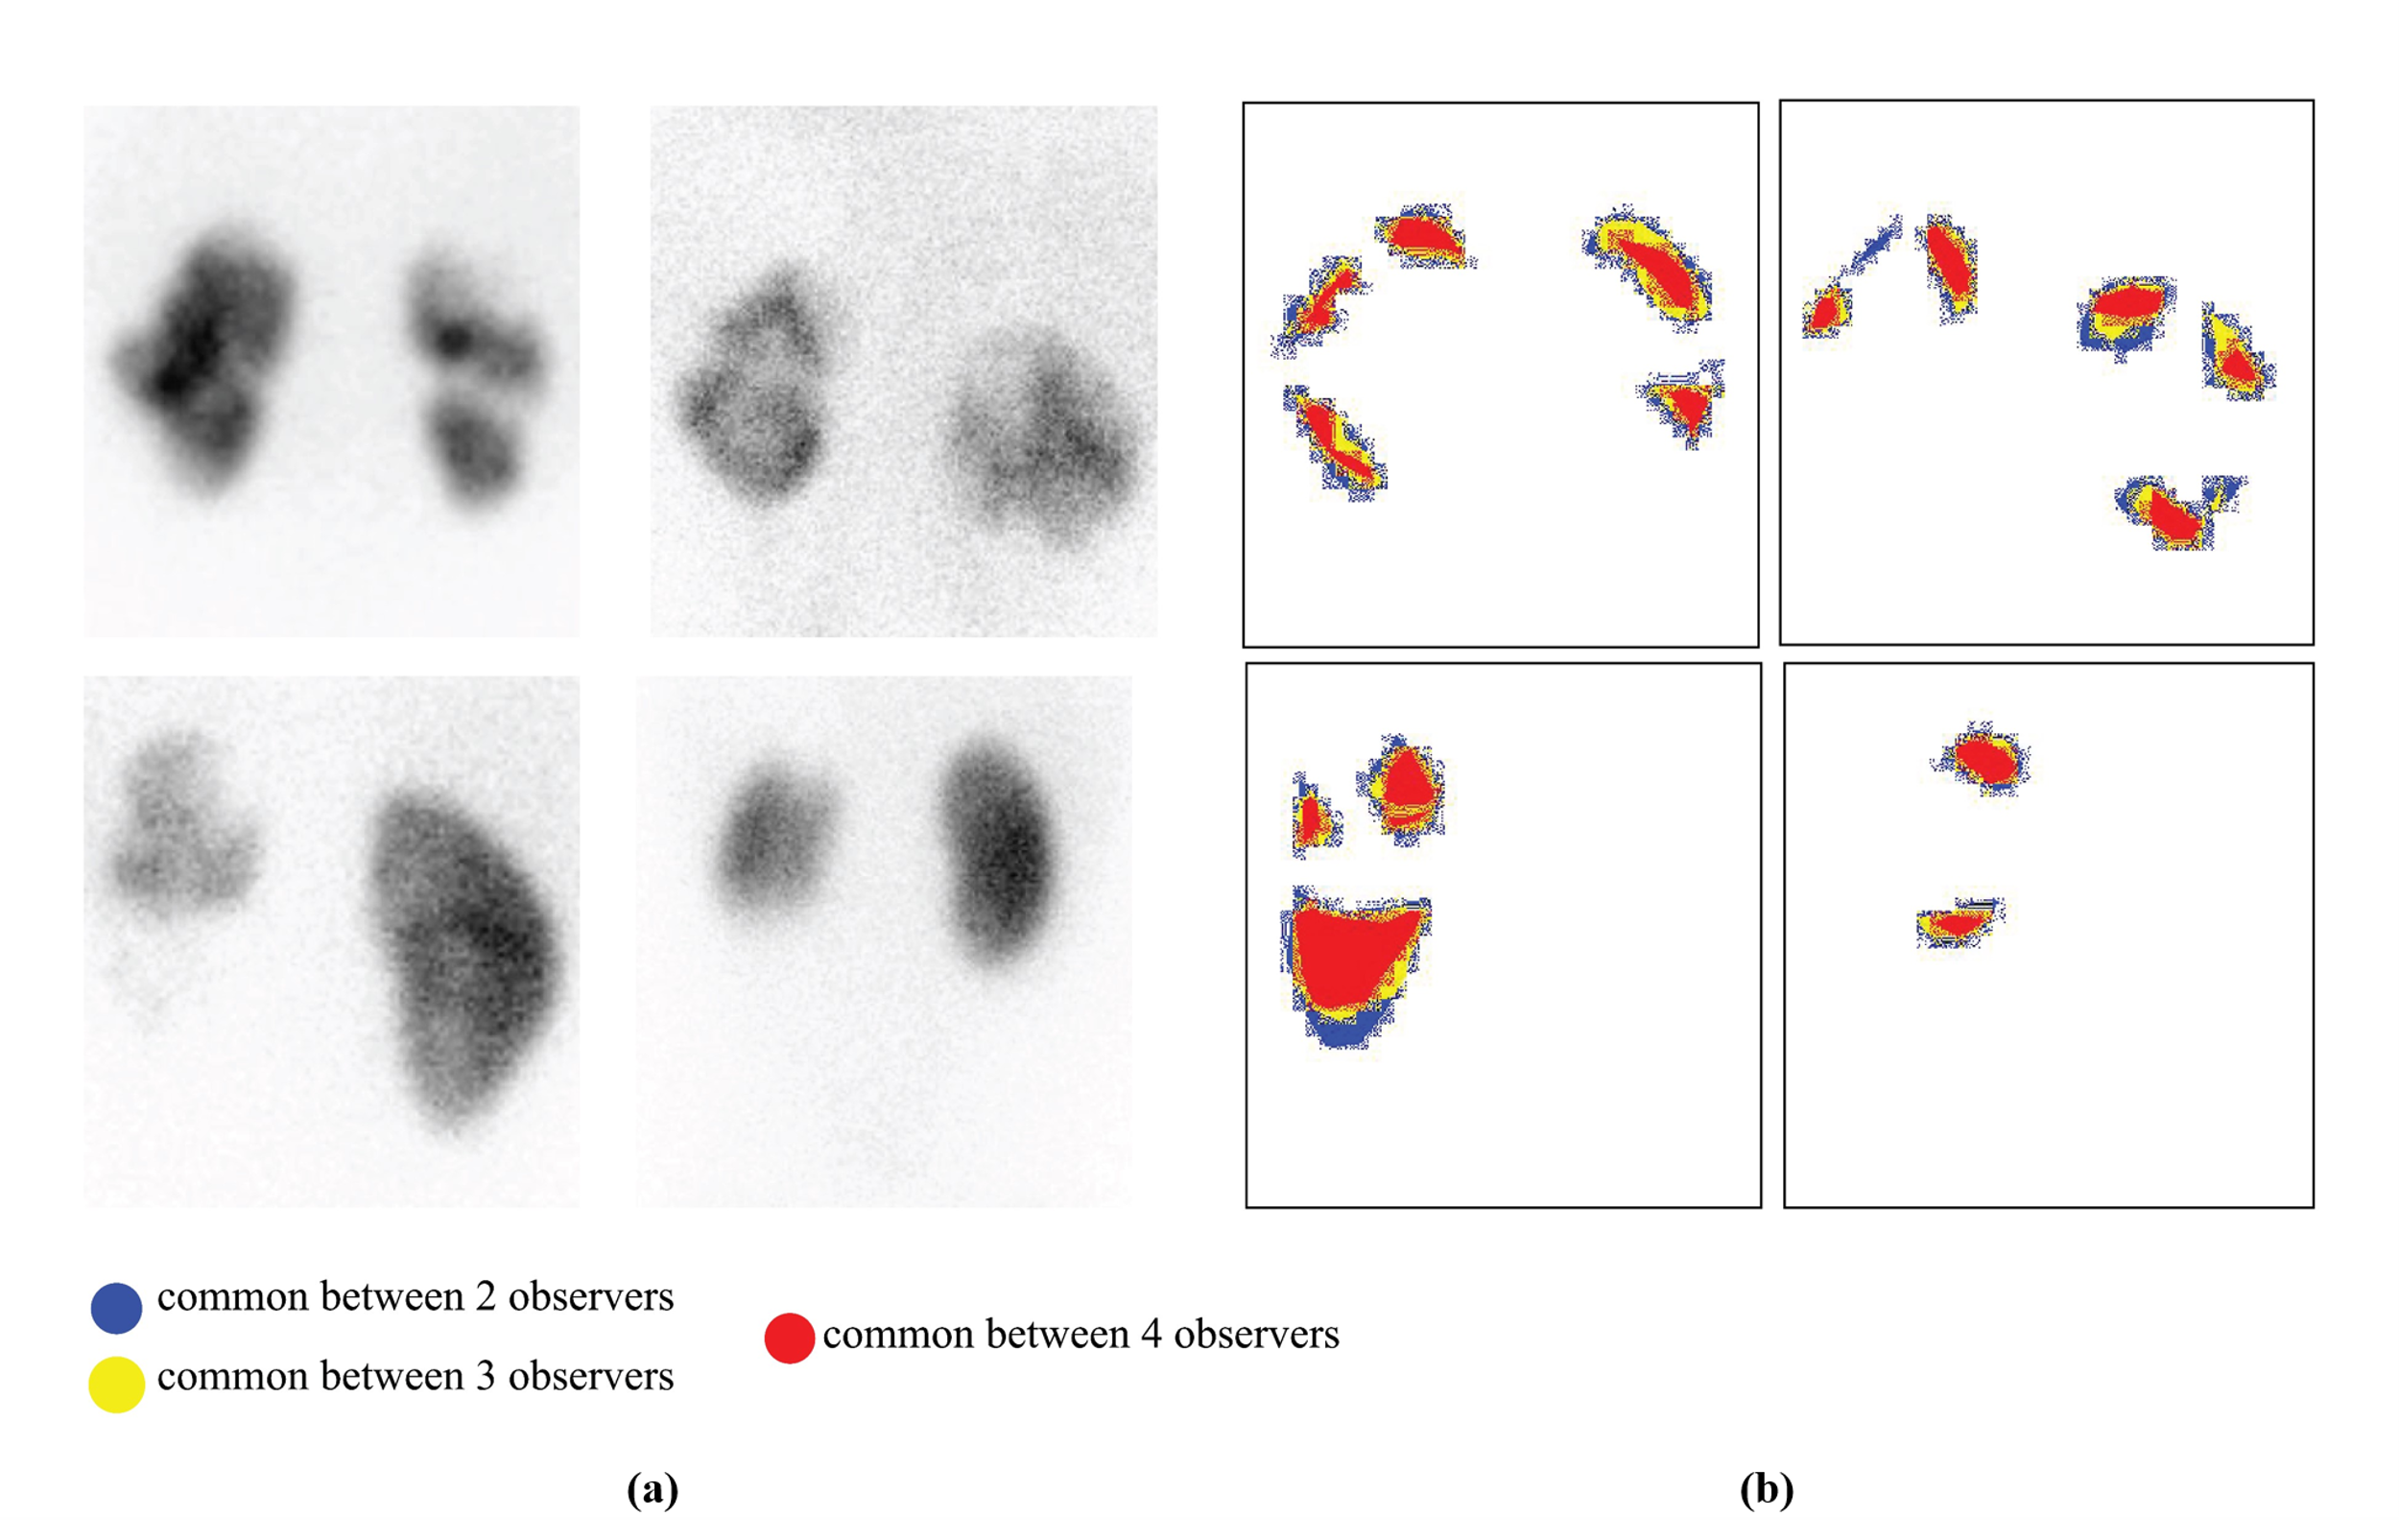 common between 2 observers
common between 4 observers
common between 3 observers
(a)
(b)